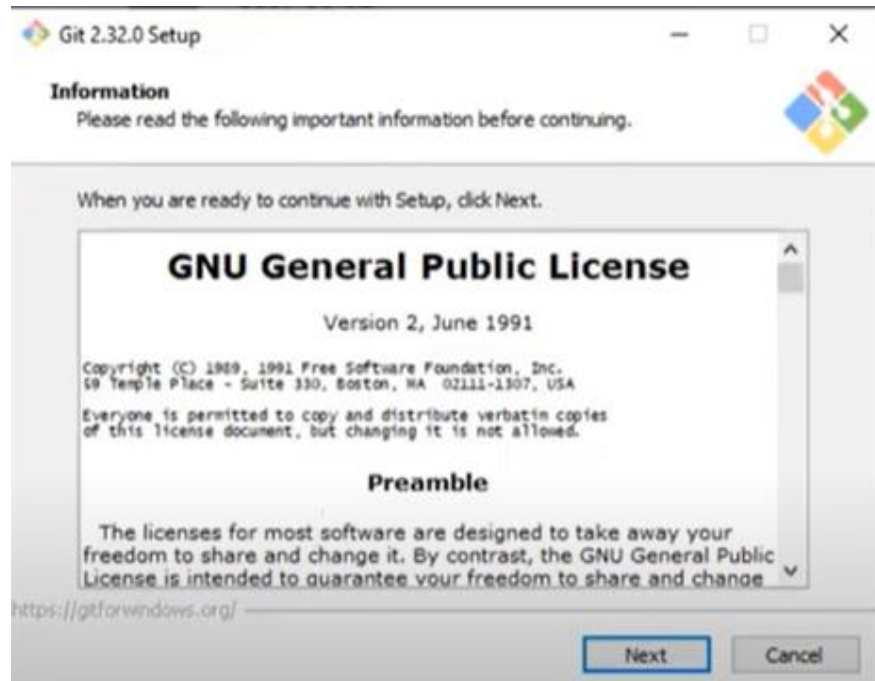 Git 2.32.0 Setup
Information
Please read the following important information before continuing.
When you are ready to continue with Setup, click Next.
GNU General Public License
Version 2, June 1991
Copyright (C) 1989, 1991 Free Software Foundation, Inc.
59 Temple Place - Suite 330, Boston, MA 02111-1307, USA
Everyone is permitted to copy and distribute verbatim copies
of this license document, but changing it is not allowed.
Preamble
The licenses for most software are designed to take away your
freedom to share and change it. By contrast, the GNU General Public
License is intended to guarantee your freedom to share and change
https://gitforwindows.org/
Next
Cancel